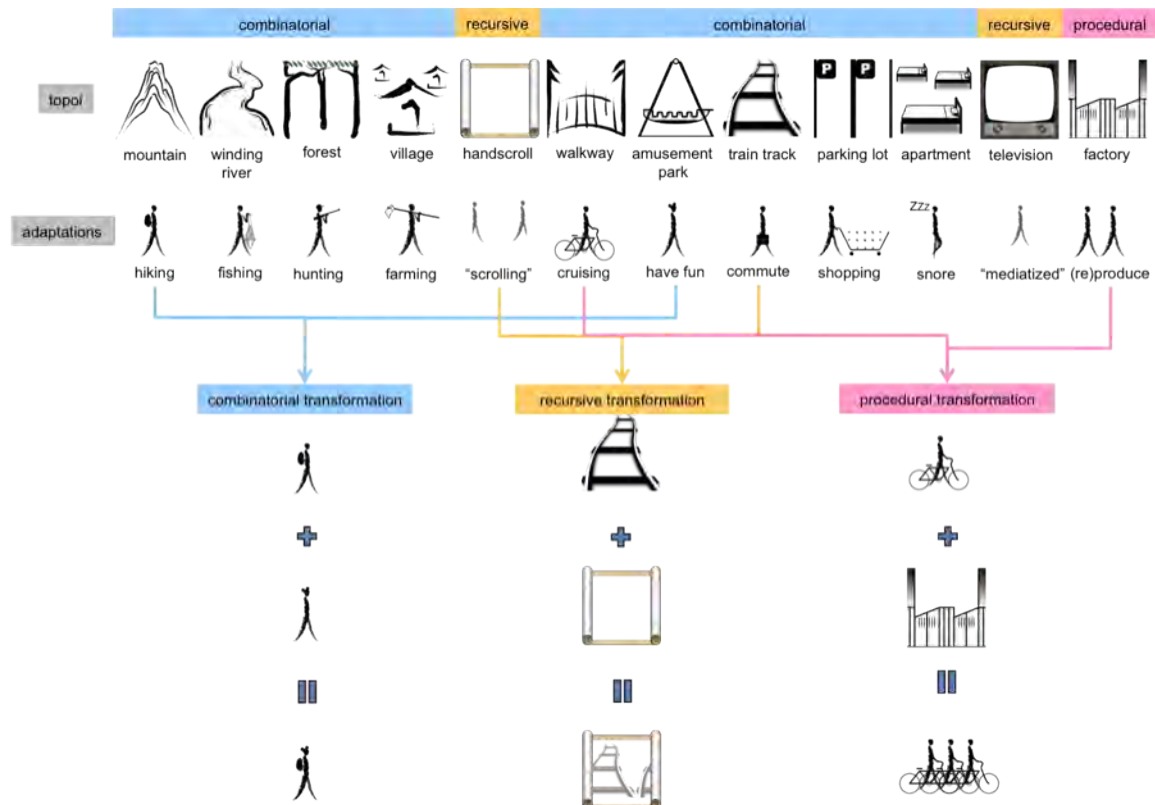 combinatorial recursive combinatorial recursive procedural
topoi
P P
mountain winding river forest village handscroll walkway amusement park train track parking lot apartment television factory
adaptations
Zzz
hiking fishing hunting farming "scrolling" cruising have fun commute shopping snore "mediatized" (re)produce
combinatorial transformation recursive transformation procedural transformation